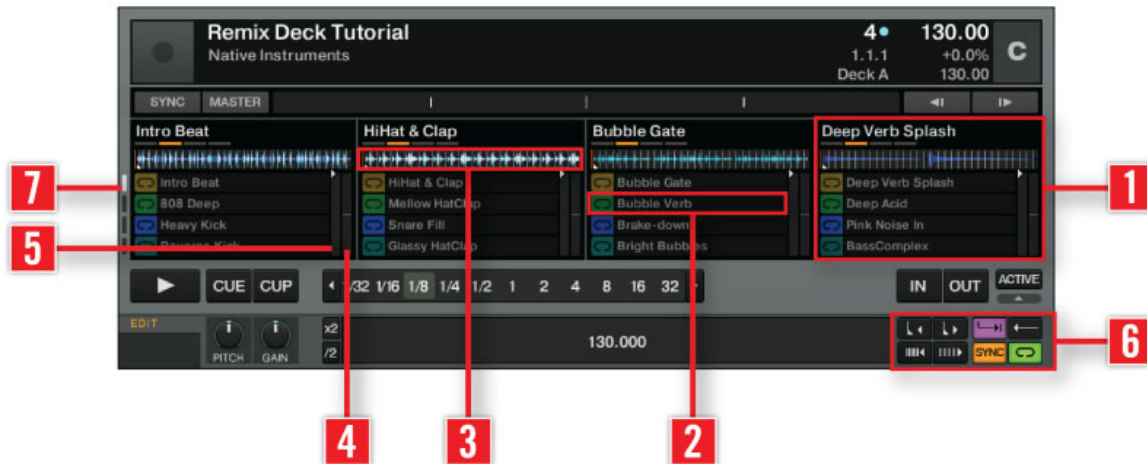 Remix Deck Tutorial
Native Instruments
4
130.00
1.1.1
+0.0%
Deck A
130.00
C
SYNC MASTER
Intro Beat
HiHat & Clap
Bubble Gate
Deep Verb Splash
1
7
Intro Beat
HiHat & Clap
Bubble Gate
Deep Verb Splash
808 Deep
Mellow HatClap
Bubble Verb
Deep Acid
Heavy Kick
Snare Fill
Brake-down
Pink Noise In
5
Reverse Kick
Glassy HatClap
Bright Bubbles
BassComplex
CUE CUP
1/32 1/16 1/8 1/4 1/2 1 2 4 8 16 32
IN OUT ACTIVE
EDIT
PITCH GAIN
x2
/2
130.000
SYNC
6
4 3 2